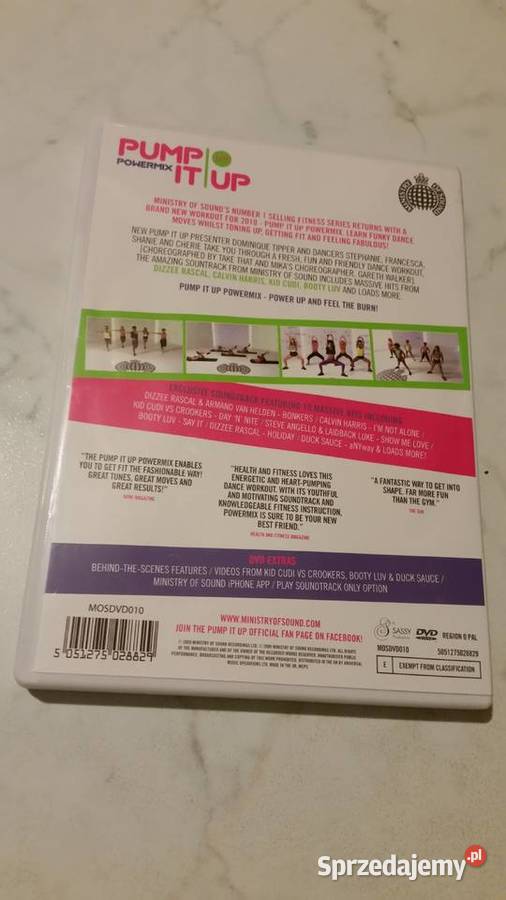 PUMP
POWERMIX IT UP
MINISTRY OF SOUND
MINISTRY OF SOUND'S NUMBER 1 SELLING FITNESS SERIES RETURNS WITH A
BRAND NEW WORKOUT FOR 2010 - PUMP IT UP POWERMIX. LEARN FUNKY DANCE
MOVES WHILST TONING UP, GETTING FIT AND FEELING FABULOUS!
NEW PUMP IT UP PRESENTER DOMINIQUE TIPPER AND DANCERS STEPHANIE, FRANCESCA,
SHANIE AND CHERIE TAKE YOU THROUGH A FRESH, FUN AND FRIENDLY DANCE WORKOUT,
[CHOREOGRAPHED BY TAKE THAT AND MIKA'S CHOREOGRAPHER, GARETH WALKER].
THE AMAZING SOUNTRACK FROM MINISTRY OF SOUND INCLUDES MASSIVE HITS FROM
DIZZEE RASCAL, CALVIN HARRIS, KID CUDI, BOOTY LUV AND LOADS MORE.
PUMP IT UP POWERMIX - POWER UP AND FEEL THE BURN!
EXCLUSIVE SOUNDTRACK FEATURING 15 MASSIVE HITS INCLUDING
DIZZEE RASCAL & ARMAND VAN HELDEN - BONKERS / CALVIN HARRIS - I'M NOT ALONE /
KID CUDI VS CROOKERS - DAY 'N' NITE / STEVE ANGELLO & LAIDBACK LUKE - SHOW ME LOVE /
BOOTY LUV - SAY IT / DIZZEE RASCAL - HOLIDAY / DUCK SAUCE - aNYway & LOADS MORE!
"THE PUMP IT UP POWERMIX ENABLES
YOU TO GET FIT THE FASHIONABLE WAY!
GREAT TUNES, GREAT MOVES AND
GREAT RESULTS!"
"HEALTH AND FITNESS LOVES THIS
ENERGETIC AND HEART-PUMPING
DANCE WORKOUT. WITH ITS YOUTHFUL
AND MOTIVATING SOUNDTRACK AND
KNOWLEDGEABLE FITNESS INSTRUCTION,
POWERMIX IS SURE TO BE YOUR NEW
BEST FRIEND."
HEALTH AND FITNESS MAGAZINE
"A FANTASTIC WAY TO GET INTO
SHAPE. FAR MORE FUN
THAN THE GYM."
THE SUN
DVD EXTRAS
BEHIND-THE-SCENES FEATURES / VIDEOS FROM KID CUDI VS CROOKERS, BOOTY LUV & DUCK SAUCE /
MINISTRY OF SOUND iPHONE APP / PLAY SOUNDTRACK ONLY OPTION
MOSDVD010
5 051275 028829
WWW.MINISTRYOFSOUND.COM
JOIN THE PUMP IT UP OFFICIAL FAN PAGE ON FACEBOOK!
SASSY
DVD
REGION 0 PAL
MOSDVD010 5051275028829
E EXEMPT FROM CLASSIFICATION
Sprzedajemy.pl